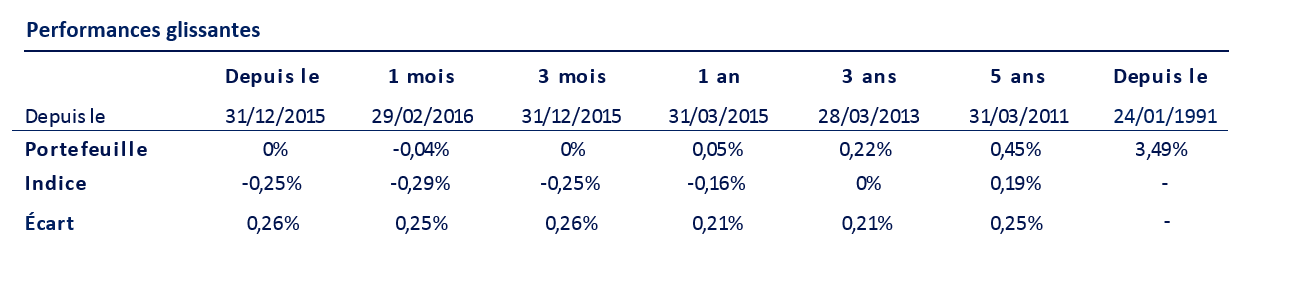 Performances glissantes
Depuis le 1 mois 3 mois 1 an 3 ans 5 ans Depuis le
Depuis le 31/12/2015 29/02/2016 31/12/2015 31/03/2015 28/03/2013 31/03/2011 24/01/1991
Portefeuille 0% -0,04% 0% 0,05% 0,22% 0,45% 3,49%
Indice -0,25% -0,29% -0,25% -0,16% 0% 0,19% -
Écart 0,26% 0,25% 0,26% 0,21% 0,21% 0,25% -